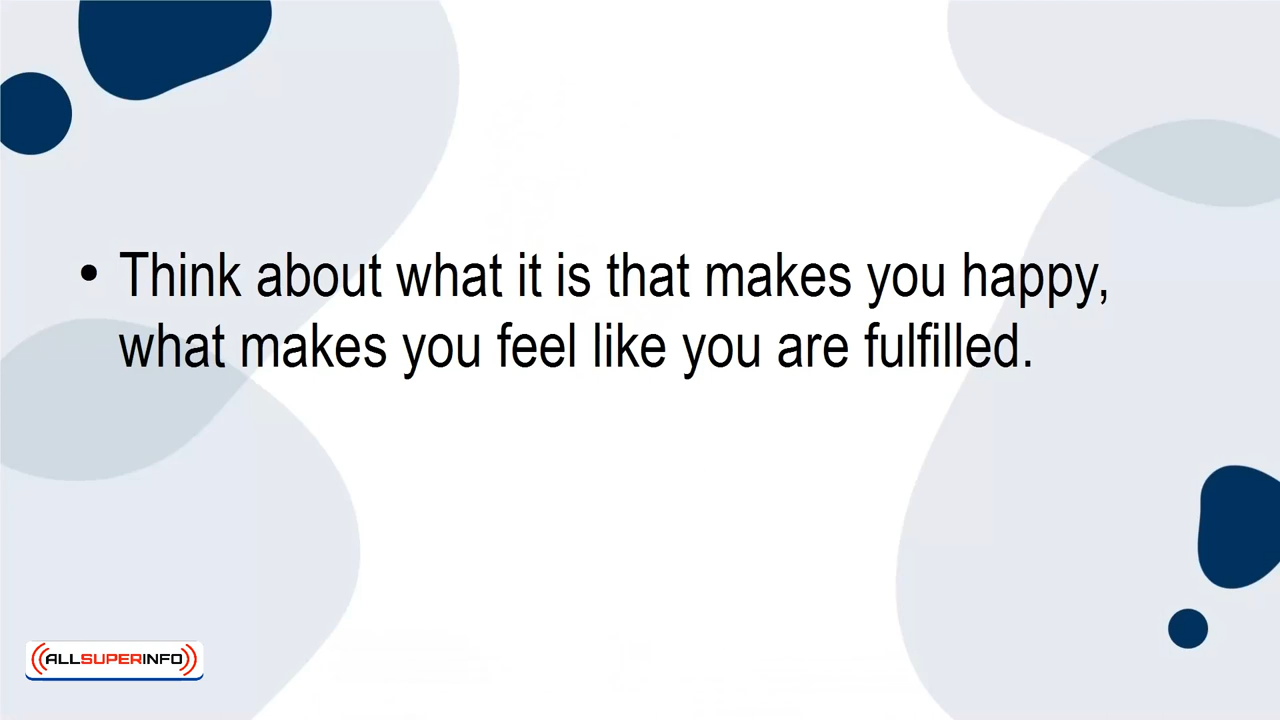 • Think about what it is that makes you happy,
what makes you feel like you are fulfilled.
ALLSUPERINFO